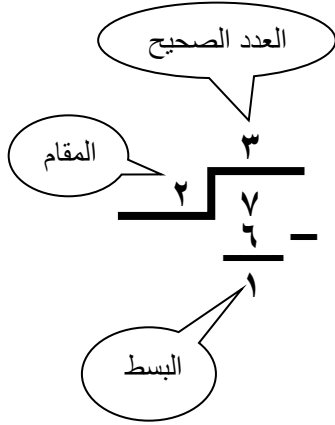 العدد الصحيح
٣
المقام
٢
٧
٦ –
١
البسط